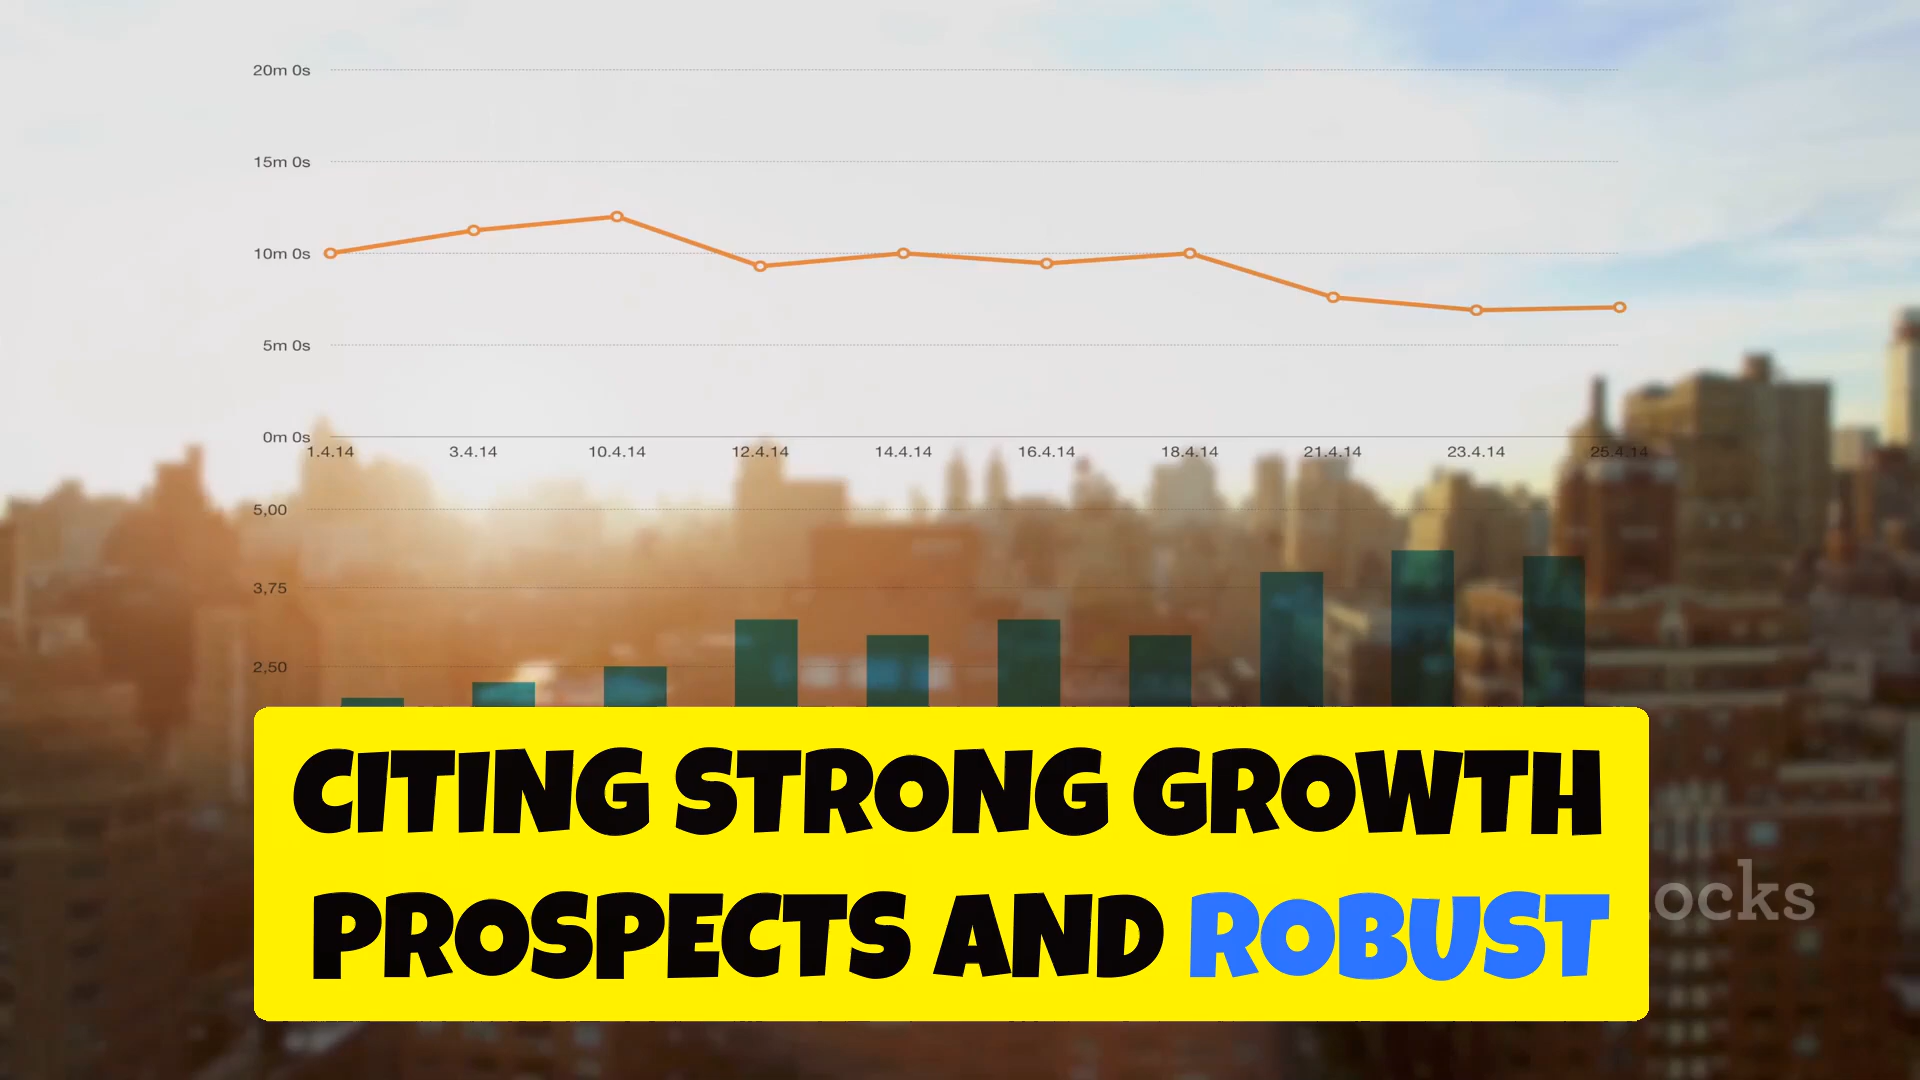 20m 0s
15m 0s
10m 0s
5m 0s
0m 0s
1.4.14 3.4.14 10.4.14 12.4.14 14.4.14 16.4.14 18.4.14 21.4.14 23.4.14 25.4.14
5,00
3,75
2,50
CITING STRONG GROWTH
PROSPECTS AND ROBUST
ocks